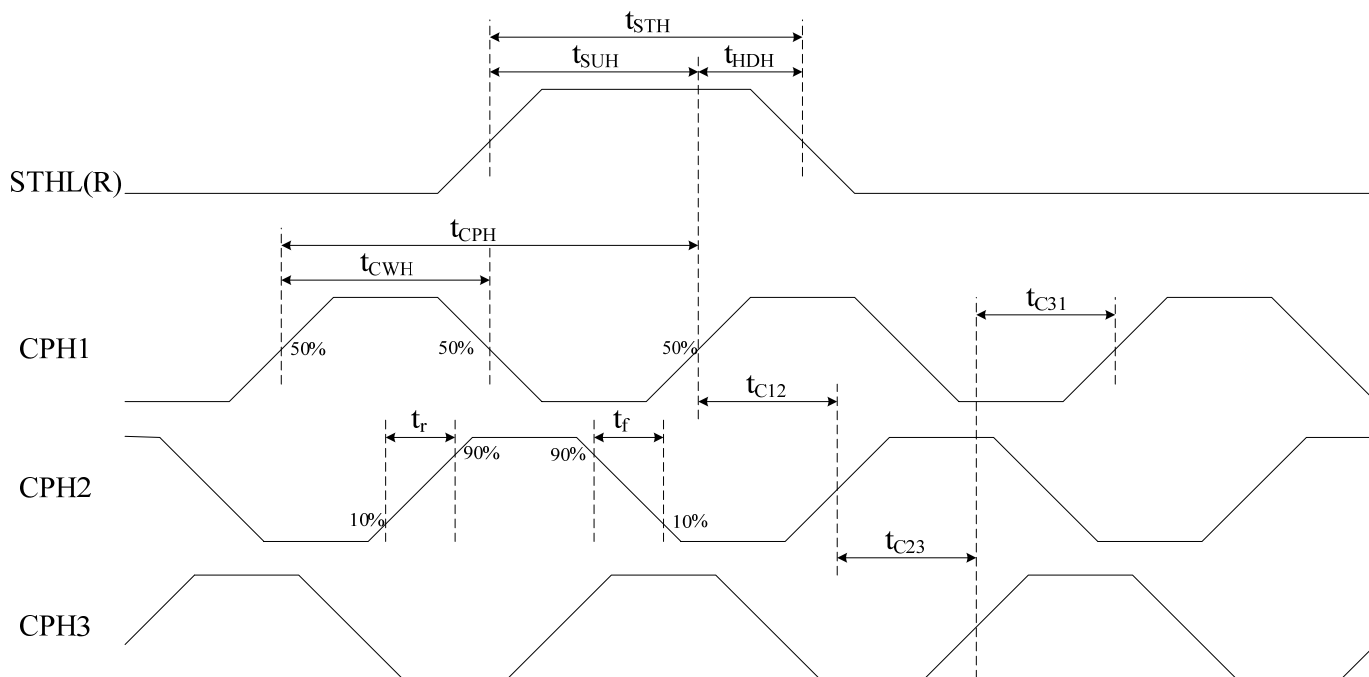 tSTH
tSUH tHDH
STHL(R)
tCPH
tCWH
tC31
CPH1 50% 50% 50%
tC12
tr tf
90% 90%
CPH2
10% 10%
tC23
CPH3